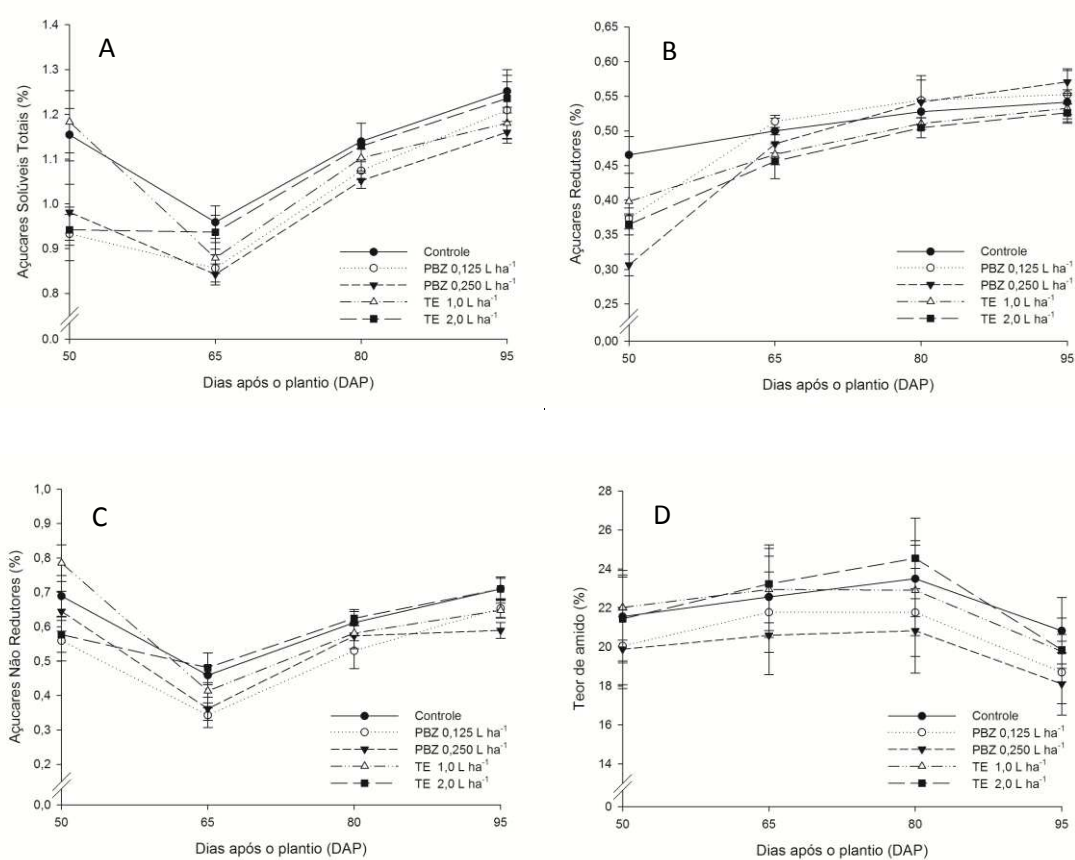 A
Açucares Solúveis Totais (%)
1.4
1.3
1.2
1.1
1.0
0.9
0.8
0.0
Controle
PBZ 0,125 L ha⁻¹
PBZ 0,250 L ha⁻¹
TE 1,0 L ha⁻¹
TE 2,0 L ha⁻¹
50 65 80 95
Dias após o plantio (DAP)
B
Açucares Redutores (%)
0,65
0,60
0,55
0,50
0,45
0,40
0,35
0,30
0,25
0,00
Controle
PBZ 0,125 L ha⁻¹
PBZ 0,250 L ha⁻¹
TE 1,0 L ha⁻¹
TE 2,0 L ha⁻¹
50 65 80 95
Dias após o plantio (DAP)
C
Açucares Não Redutores (%)
1,0
0,9
0,8
0,7
0,6
0,5
0,4
0,3
0,2
0,0
Controle
PBZ 0,125 L ha⁻¹
PBZ 0,250 L ha⁻¹
TE 1,0 L ha⁻¹
TE 2,0 L ha⁻¹
50 65 80 95
Dias após o plantio (DAP)
D
Teor de amido (%)
28
26
24
22
20
18
16
14
0
Controle
PBZ 0,125 L ha⁻¹
PBZ 0,250 L ha⁻¹
TE 1,0 L ha⁻¹
TE 2,0 L ha⁻¹
50 65 80 95
Dias após o plantio (DAP)